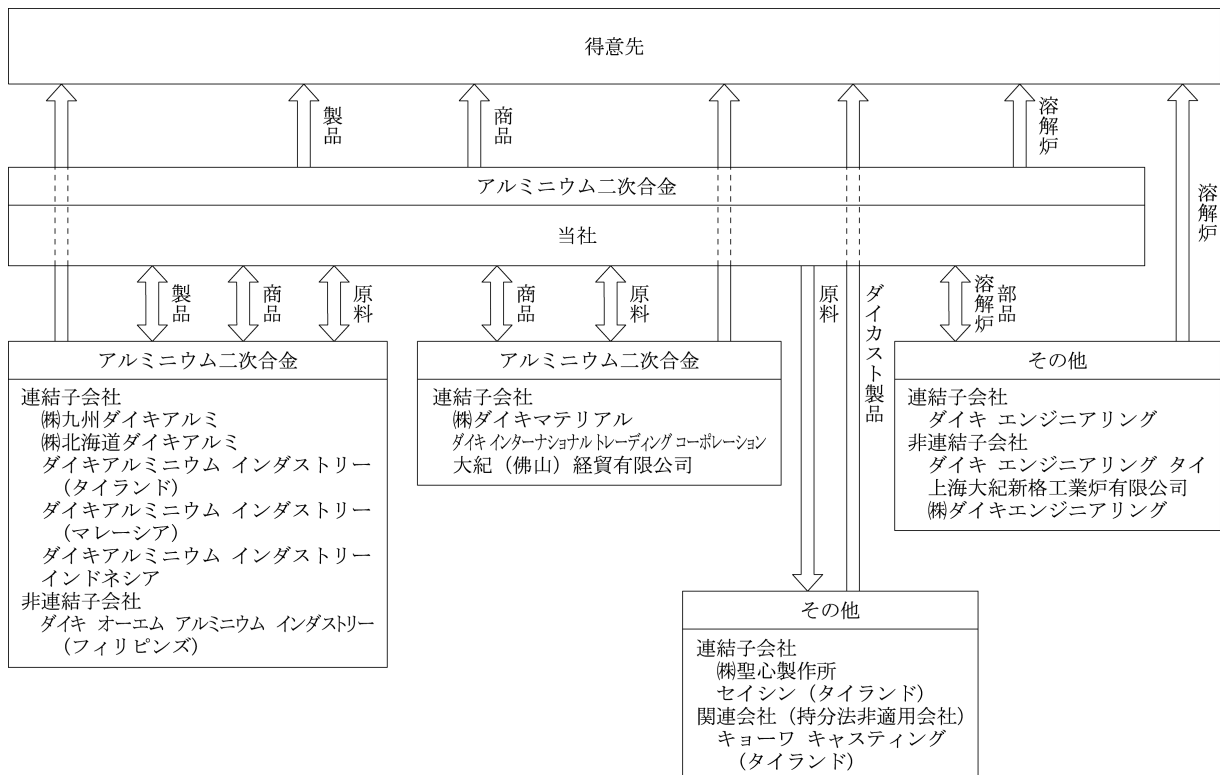 得意先
製品
商品
溶解炉
溶解炉
アルミニウム二次合金
当社
製品
商品
原料
商品
原料
原料
ダイカスト製品
溶解炉
部品
アルミニウム二次合金
連結子会社
㈱九州ダイキアルミ
㈱北海道ダイキアルミ
ダイキアルミニウム インダストリー
（タイランド）
ダイキアルミニウム インダストリー
（マレーシア）
ダイキアルミニウム インダストリー
インドネシア
非連結子会社
ダイキ オーエム アルミニウム インダストリー
（フィリピンズ）
アルミニウム二次合金
連結子会社
㈱ダイキマテリアル
ダイキ インターナショナル トレーディング コーポレーション
大紀（佛山）経貿有限公司
その他
連結子会社
ダイキ エンジニアリング
非連結子会社
ダイキ エンジニアリング タイ
上海大紀新格工業炉有限公司
㈱ダイキエンジニアリング
その他
連結子会社
㈱聖心製作所
セイシン（タイランド）
関連会社（持分法非適用会社）
キョーワ キャスティング
（タイランド）